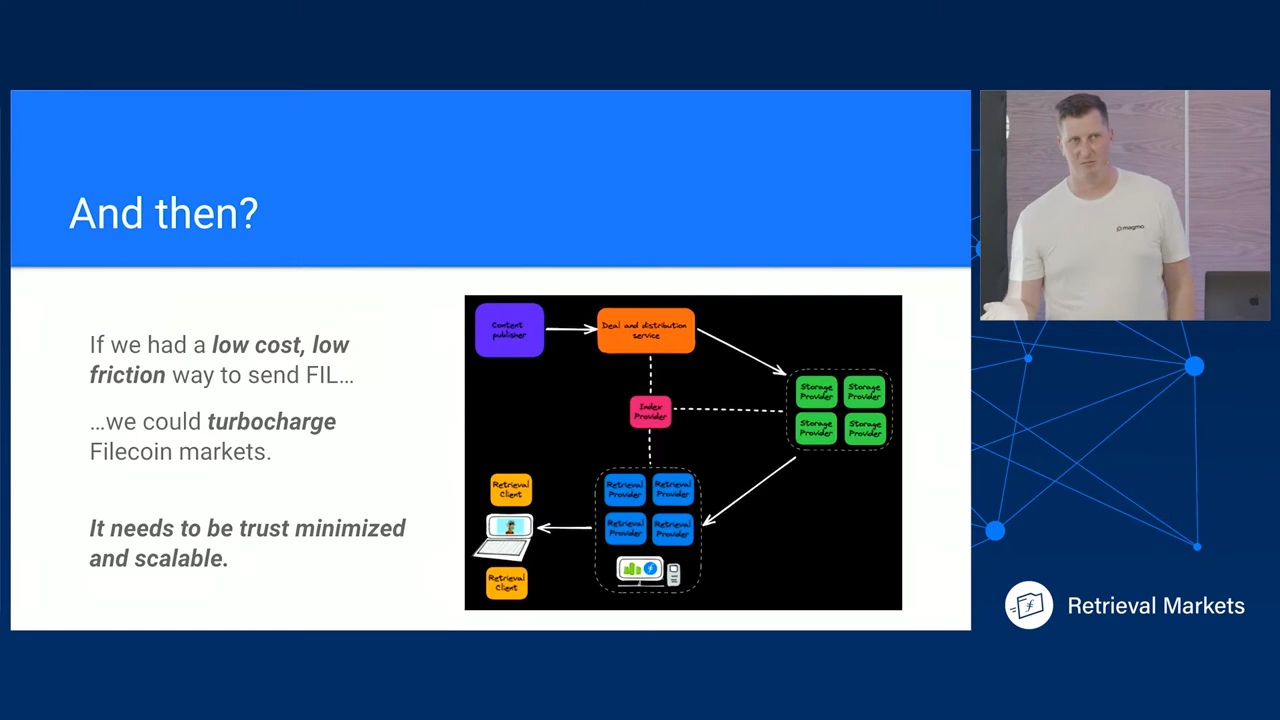 And then?
If we had a low cost, low
friction way to send FIL…
…we could turbocharge
Filecoin markets.
It needs to be trust minimized
and scalable.
Content
publisher
Deal and distribution
service
Index
Provider
Storage
Provider
Storage
Provider
Storage
Provider
Storage
Provider
Retrieval
Client
Retrieval
Provider
Retrieval
Provider
Retrieval
Provider
Retrieval
Provider
Retrieval
Client
magmo
Retrieval Markets